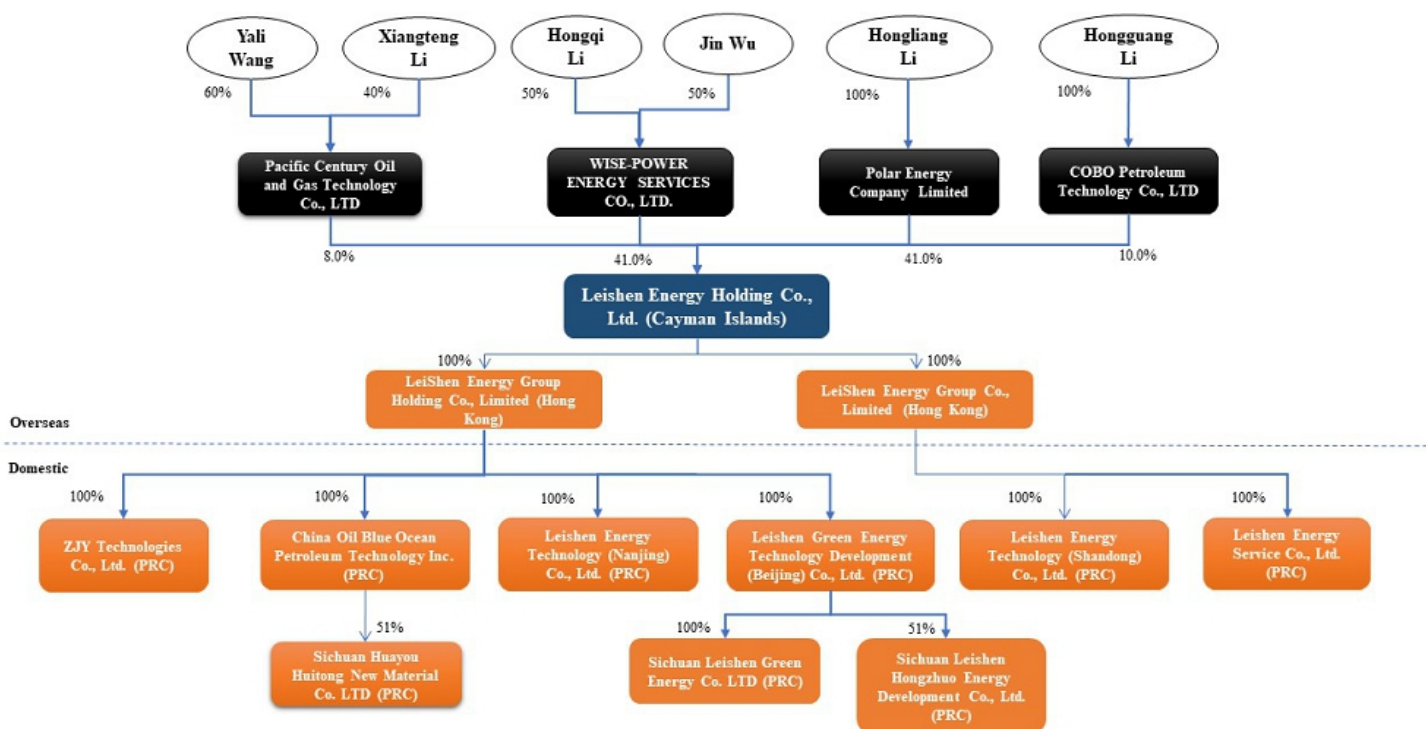 Yali
Wang
Xiangteng
Li
Hongqi
Li
Jin Wu
Hongliang
Li
Hongguang
Li
60%
40%
50%
50%
100%
100%
Pacific Century Oil
and Gas Technology
Co., LTD
WISE-POWER
ENERGY SERVICES
CO., LTD.
Polar Energy
Company Limited
COBO Petroleum
Technology Co., LTD
8.0%
41.0%
41.0%
10.0%
Leishen Energy Holding Co.,
Ltd. (Cayman Islands)
100%
100%
LeiShen Energy Group
Holding Co., Limited (Hong
Kong)
LeiShen Energy Group Co.,
Limited (Hong Kong)
Overseas
Domestic
100%
100%
100%
100%
100%
100%
ZJY Technologies
Co., Ltd. (PRC)
China Oil Blue Ocean
Petroleum Technology Inc.
(PRC)
Leishen Energy
Technology (Nanjing)
Co., Ltd. (PRC)
Leishen Green Energy
Technology Development
(Beijing) Co., Ltd. (PRC)
Leishen Energy
Technology (Shandong)
Co., Ltd. (PRC)
Leishen Energy
Service Co., Ltd.
(PRC)
51%
100%
51%
Sichuan Huayou
Huitong New Material
Co. LTD (PRC)
Sichuan Leishen Green
Energy Co. LTD (PRC)
Sichuan Leishen
Hongzhuo Energy
Development Co., Ltd.
(PRC)